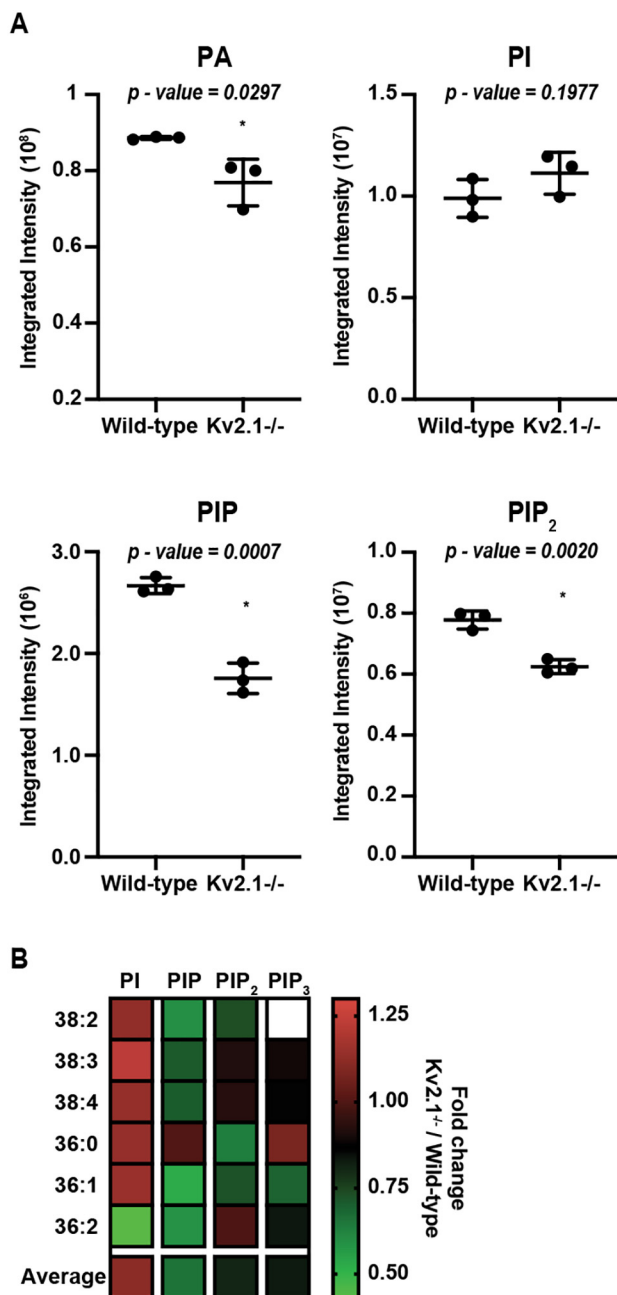 A
PA
p - value = 0.0297
*
Integrated Intensity (10⁸)
1
0.8
0.6
0.4
0.2
Wild-type Kv2.1-/-
PI
p - value = 0.1977
Integrated Intensity (10⁷)
1.5
1.0
0.5
0.0
Wild-type Kv2.1-/-
PIP
p - value = 0.0007
*
Integrated Intensity (10⁶)
3.0
2.0
1.0
0.0
Wild-type Kv2.1-/-
PIP₂
p - value = 0.0020
*
Integrated Intensity (10⁷)
1.0
0.8
0.6
0.4
0.2
0.0
Wild-type Kv2.1-/-
B
PI PIP PIP₂ PIP₃
38:2
38:3
38:4
36:0
36:1
36:2
Average
1.25
1.00
0.75
0.50
Fold change
Kv2.1⁻/⁻ / Wild-type